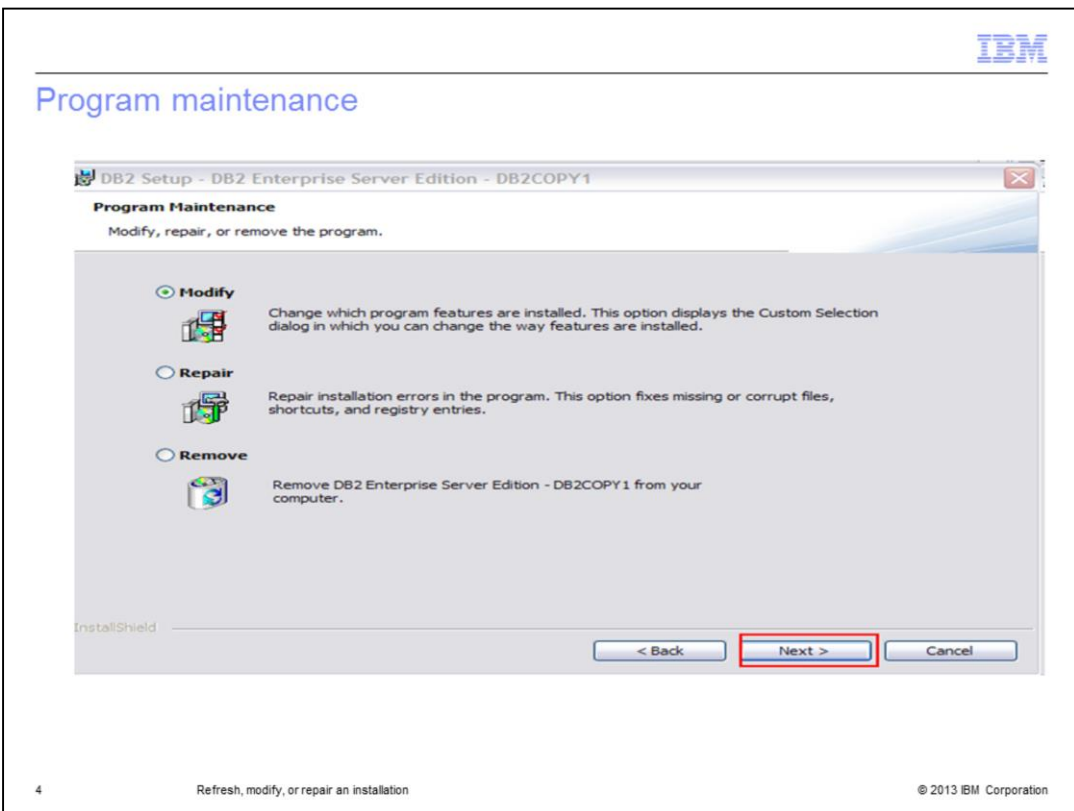 IBM
Program maintenance
DB2 Setup - DB2 Enterprise Server Edition - DB2COPY1
Program Maintenance
Modify, repair, or remove the program.
Modify
Change which program features are installed. This option displays the Custom Selection
dialog in which you can change the way features are installed.
Repair
Repair installation errors in the program. This option fixes missing or corrupt files,
shortcuts, and registry entries.
Remove
Remove DB2 Enterprise Server Edition - DB2COPY1 from your
computer.
InstallShield
< Back
Next >
Cancel
4
Refresh, modify, or repair an installation
© 2013 IBM Corporation